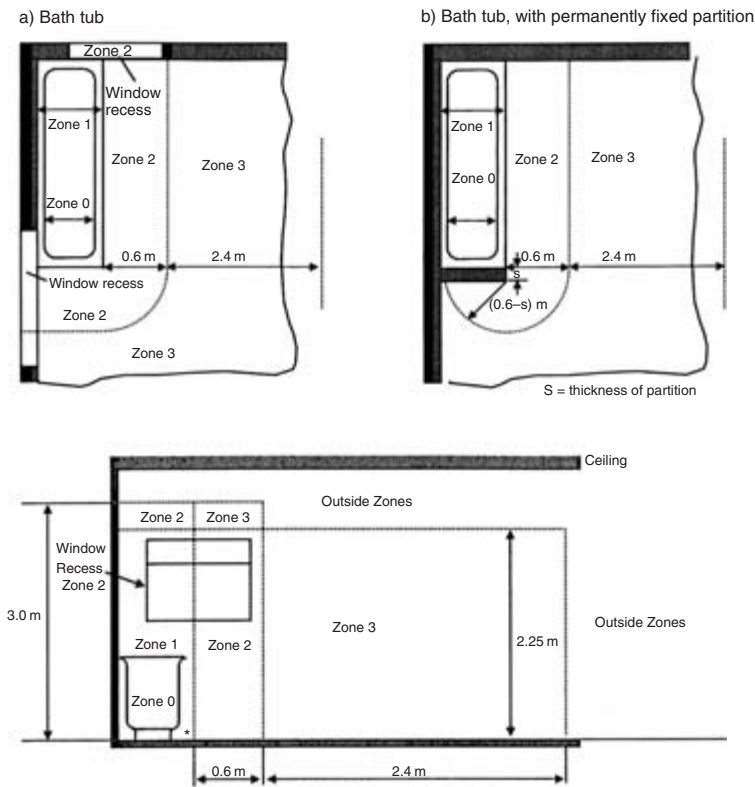 a) Bath tub
Zone 2
Window
recess
Zone 1
Zone 2
Zone 3
Zone 0
0.6 m
2.4 m
Window recess
Zone 2
Zone 3
b) Bath tub, with permanently fixed partition
Zone 1
Zone 2
Zone 3
Zone 0
0.6 m
2.4 m
s
(0.6–s) m
S = thickness of partition
Ceiling
Outside Zones
Zone 2
Zone 3
Window
Recess
Zone 2
3.0 m
Zone 1
Zone 2
Zone 3
2.25 m
Outside Zones
Zone 0
*
0.6 m
2.4 m